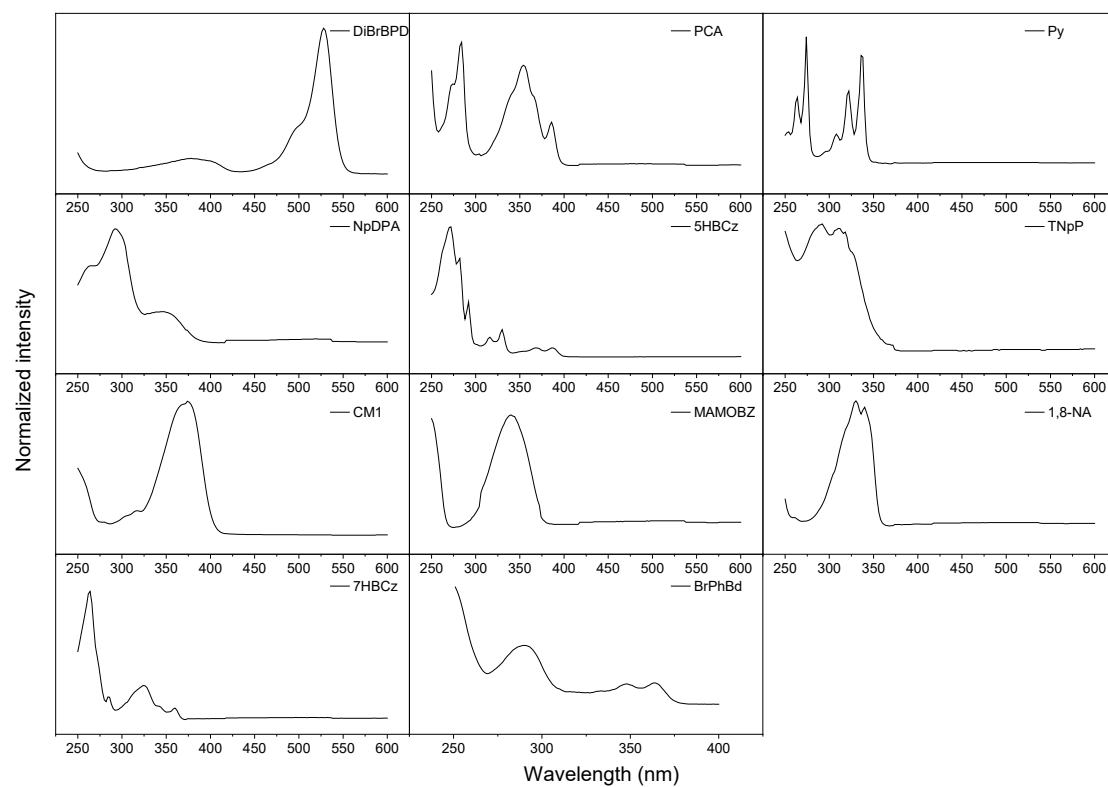 DiBrBPD
PCA
Py
250 300 350 400 450 500 550 600
250 300 350 400 450 500 550 600
250 300 350 400 450 500 550 600
NpDPA
5HBCz
TNpP
250 300 350 400 450 500 550 600
250 300 350 400 450 500 550 600
250 300 350 400 450 500 550 600
Normalized intensity
CM1
MAMOBZ
1,8-NA
250 300 350 400 450 500 550 600
250 300 350 400 450 500 550 600
250 300 350 400 450 500 550 600
7HBCz
BrPhBd
250 300 350 400 450 500 550 600
250 300 350 400
Wavelength (nm)